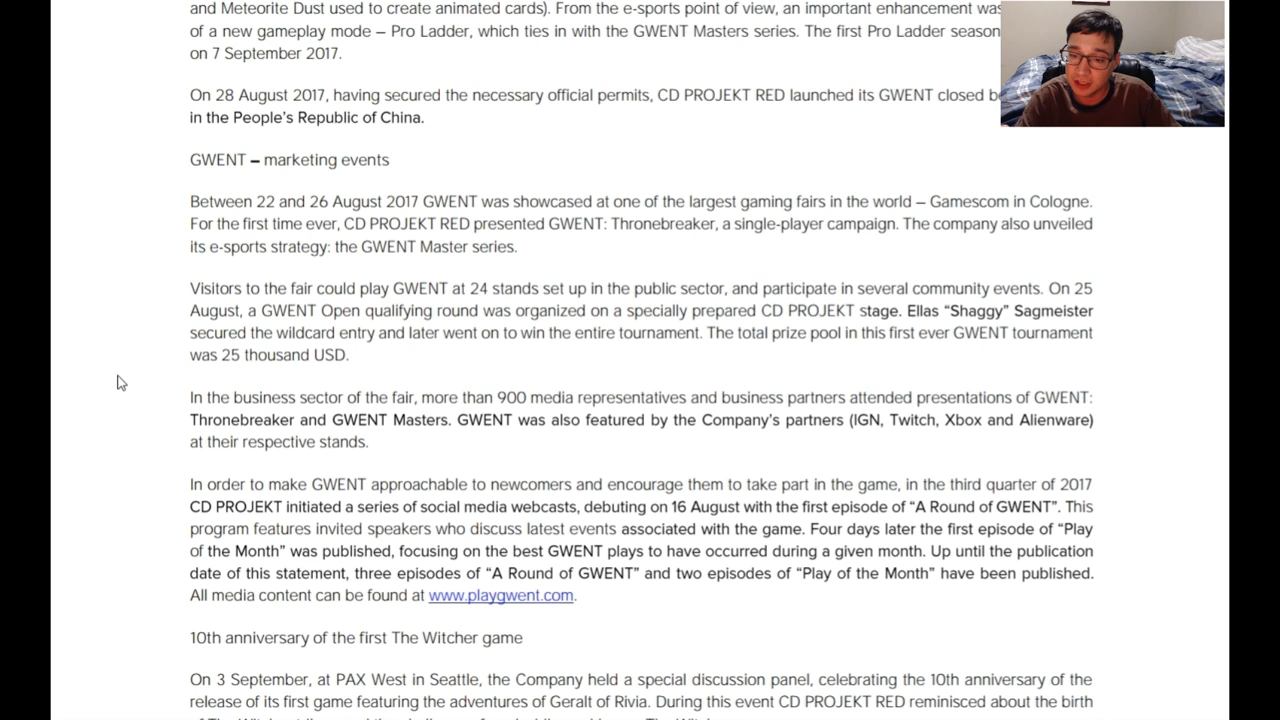 and Meteorite Dust used to create animated cards). From the e-sports point of view, an important enhancement was
of a new gameplay mode – Pro Ladder, which ties in with the GWENT Masters series. The first Pro Ladder season
on 7 September 2017.
On 28 August 2017, having secured the necessary official permits, CD PROJEKT RED launched its GWENT closed
in the People's Republic of China.
GWENT – marketing events
Between 22 and 26 August 2017 GWENT was showcased at one of the largest gaming fairs in the world – Gamescom in Cologne.
For the first time ever, CD PROJEKT RED presented GWENT: Thronebreaker, a single-player campaign. The company also unveiled
its e-sports strategy: the GWENT Master series.
Visitors to the fair could play GWENT at 24 stands set up in the public sector, and participate in several community events. On 25
August, a GWENT Open qualifying round was organized on a specially prepared CD PROJEKT stage. Ellas “Shaggy” Sagmeister
secured the wildcard entry and later went on to win the entire tournament. The total prize pool in this first ever GWENT tournament
was 25 thousand USD.
In the business sector of the fair, more than 900 media representatives and business partners attended presentations of GWENT:
Thronebreaker and GWENT Masters. GWENT was also featured by the Company's partners (IGN, Twitch, Xbox and Alienware)
at their respective stands.
In order to make GWENT approachable to newcomers and encourage them to take part in the game, in the third quarter of 2017
CD PROJEKT initiated a series of social media webcasts, debuting on 16 August with the first episode of “A Round of GWENT”. This
program features invited speakers who discuss latest events associated with the game. Four days later the first episode of “Play
of the Month” was published, focusing on the best GWENT plays to have occurred during a given month. Up until the publication
date of this statement, three episodes of “A Round of GWENT” and two episodes of “Play of the Month” have been published.
All media content can be found at www.playgwent.com.
10th anniversary of the first The Witcher game
On 3 September, at PAX West in Seattle, the Company held a special discussion panel, celebrating the 10th anniversary of the
release of its first game featuring the adventures of Geralt of Rivia. During this event CD PROJEKT RED reminisced about the birth